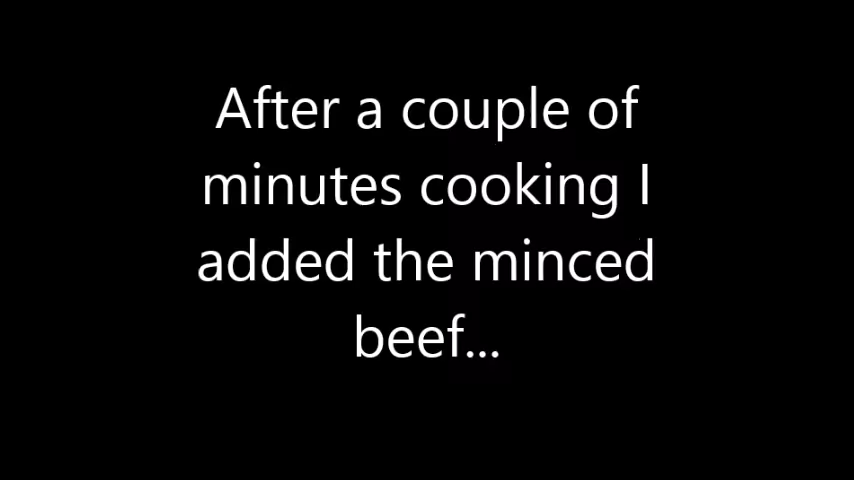 After a couple of
minutes cooking I
added the minced
beef...